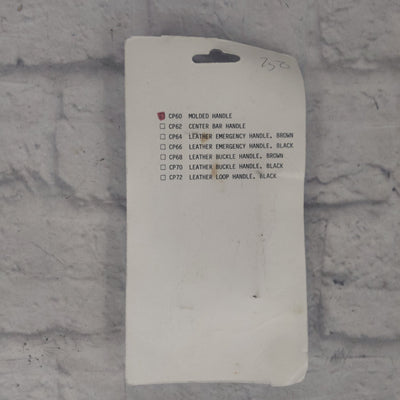 750
CP60 MOLDED HANDLE
CP62 CENTER BAR HANDLE
CP64 LEATHER EMERGENCY HANDLE, BROWN
CP66 LEATHER EMERGENCY HANDLE, BLACK
CP68 LEATHER BUCKLE HANDLE, BROWN
CP70 LEATHER BUCKLE HANDLE, BLACK
CP72 LEATHER LOOP HANDLE, BLACK